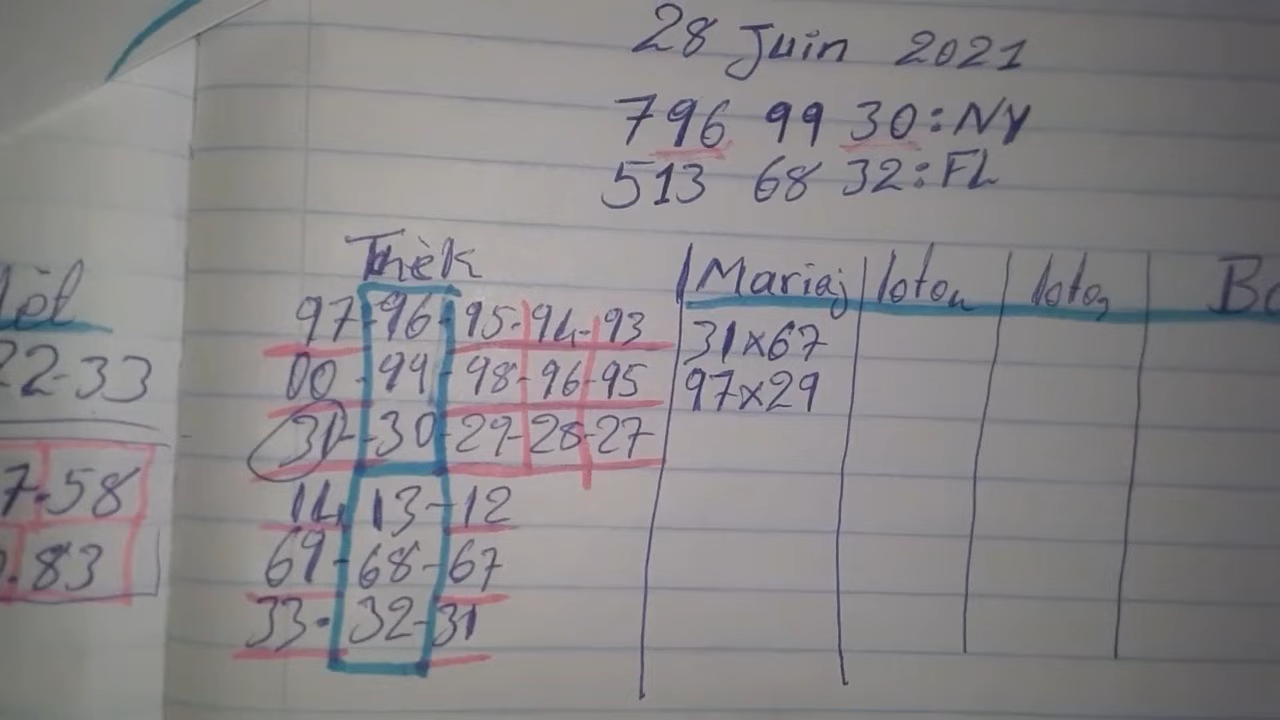 28 Juin 2021
796 99 30 : NY
513 68 32 : FL
22-33
7-58
.83
Thèk
97-96-95-94-93
00-99-98-96-95
31-30-29-28-27
14 13-12
69-68-67
33-32-31
Mariaj loto loto
31x67
97x29